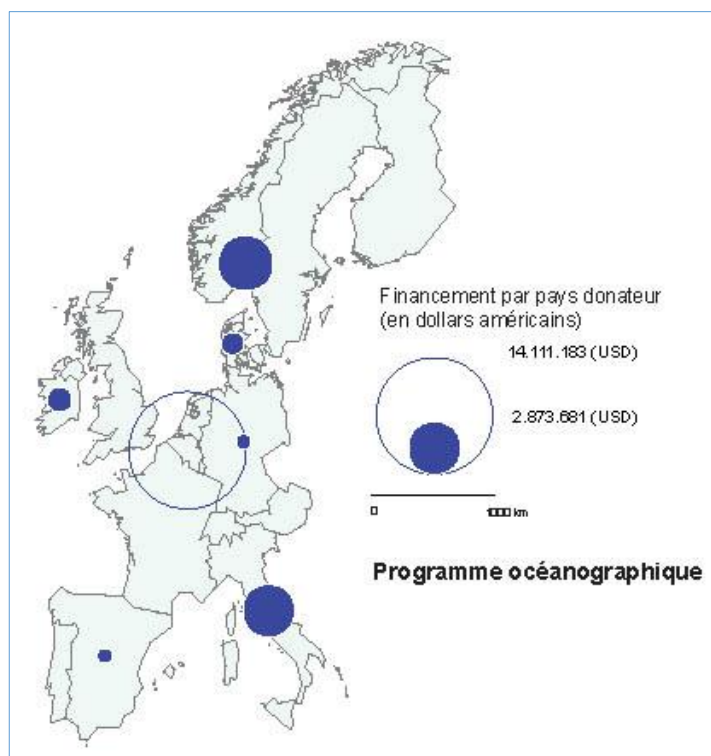 Financement par pays donateur
(en dollars américains)
14.111.183 (USD)
2.873.681 (USD)
0 1000 km
Programme océanographique